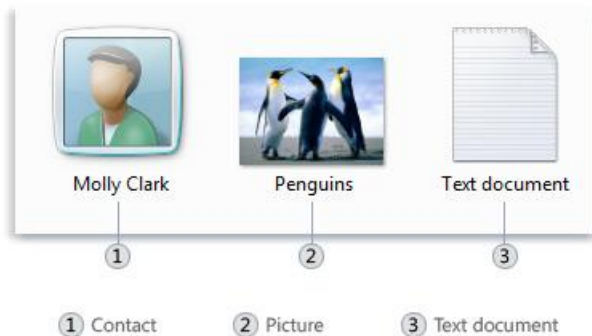 Molly Clark Penguins Text document
1 2 3
1 Contact 2 Picture 3 Text document